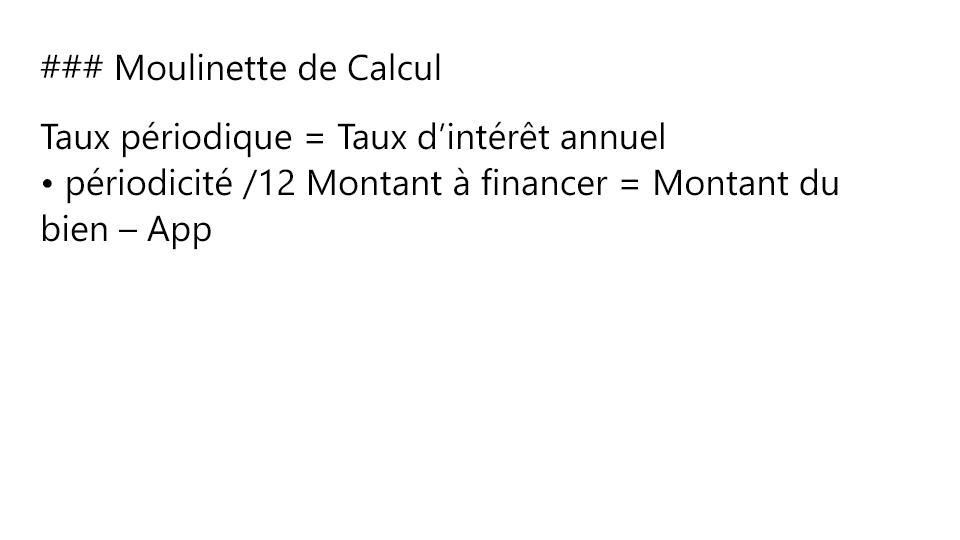 ### Moulinette de Calcul
Taux périodique = Taux d’intérêt annuel
• périodicité /12 Montant à financer = Montant du
bien – App